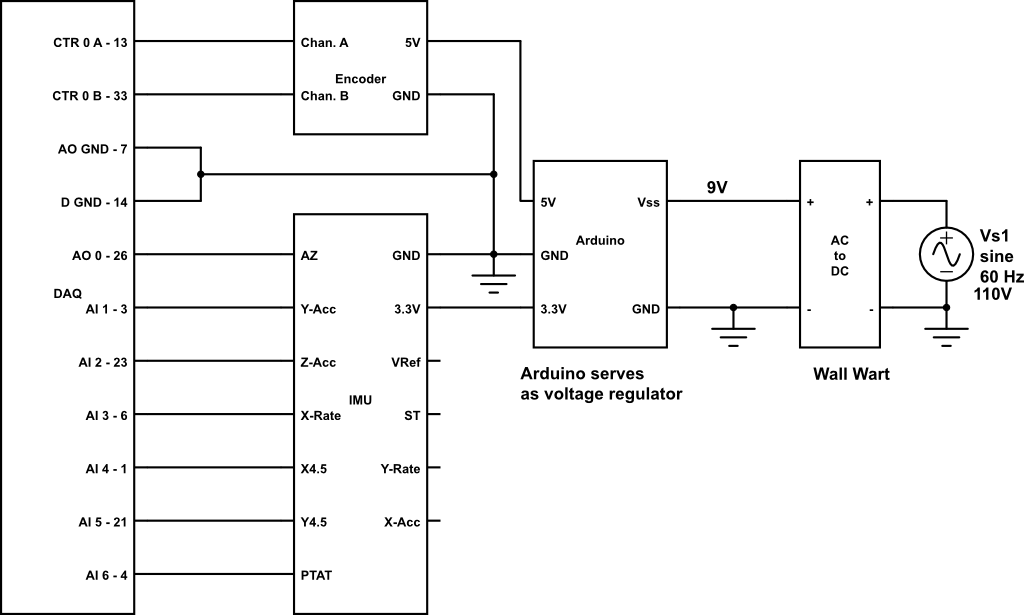 CTR 0 A - 13
CTR 0 B - 33
AO GND - 7
D GND - 14
AO 0 - 26
DAQ
AI 1 - 3
AI 2 - 23
AI 3 - 6
AI 4 - 1
AI 5 - 21
AI 6 - 4
Chan. A
5V
Encoder
Chan. B
GND
AZ
GND
Y-Acc
3.3V
Z-Acc
VRef
IMU
X-Rate
ST
X4.5
Y-Rate
Y4.5
X-Acc
PTAT
5V
Vss
Arduino
GND
3.3V
GND
Arduino serves
as voltage regulator
9V
+
+
AC
to
DC
-
-
Wall Wart
+
Vs1
sine
60 Hz
110V